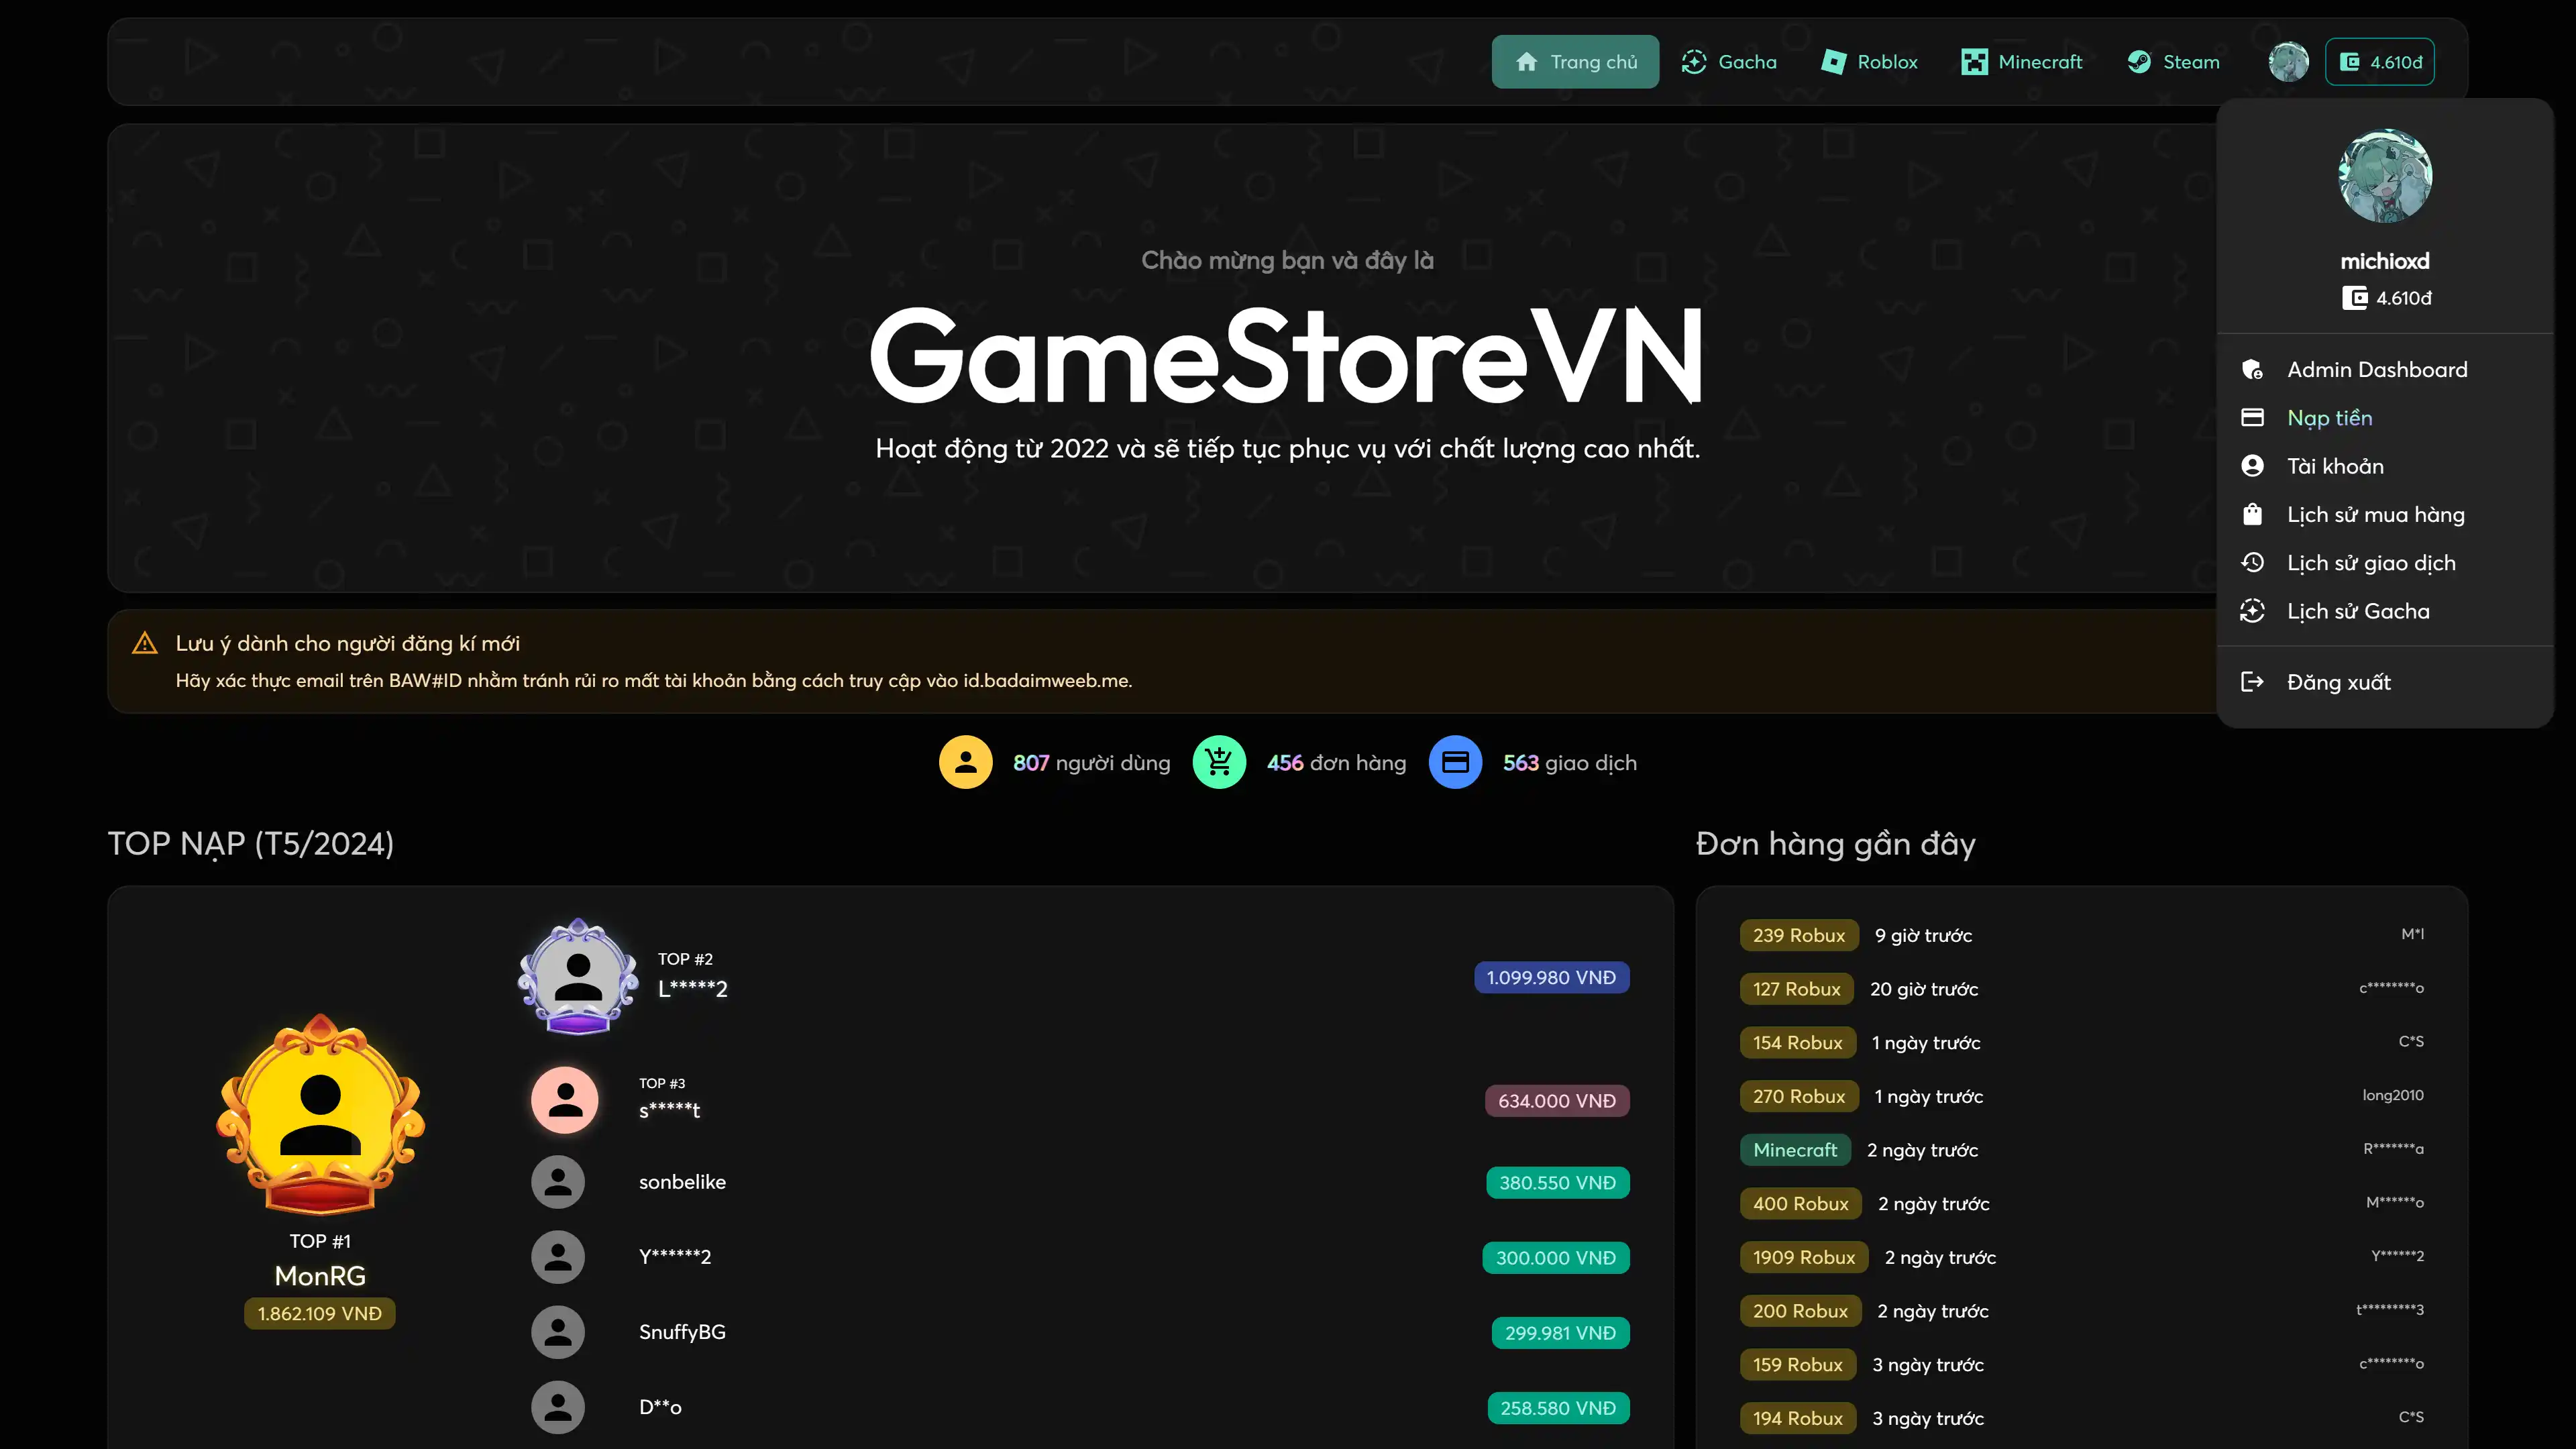 Trang chủ
Gacha
Roblox
Minecraft
Steam
4.610đ
michioxd
4.610đ
Admin Dashboard
Nạp tiền
Tài khoản
Lịch sử mua hàng
Lịch sử giao dịch
Lịch sử Gacha
Đăng xuất
Chào mừng bạn và đây là
GameStoreVN
Hoạt động từ 2022 và sẽ tiếp tục phục vụ với chất lượng cao nhất.
Lưu ý dành cho người đăng kí mới
Hãy xác thực email trên BAW#ID nhằm tránh rủi ro mất tài khoản bằng cách truy cập vào id.badaimweeb.me.
807 người dùng
456 đơn hàng
563 giao dịch
TOP NẠP (T5/2024)
TOP #1
MonRG
1.862.109 VNĐ
TOP #2
L*****2
1.099.980 VNĐ
TOP #3
s*****t
634.000 VNĐ
sonbelike
380.550 VNĐ
Y******2
300.000 VNĐ
SnuffyBG
299.981 VNĐ
D**o
258.580 VNĐ
Đơn hàng gần đây
239 Robux 9 giờ trước M*l
127 Robux 20 giờ trước c********o
154 Robux 1 ngày trước C*S
270 Robux 1 ngày trước long2010
Minecraft 2 ngày trước R*******a
400 Robux 2 ngày trước M******o
1909 Robux 2 ngày trước Y******2
200 Robux 2 ngày trước t*********3
159 Robux 3 ngày trước c********o
194 Robux 3 ngày trước C*S